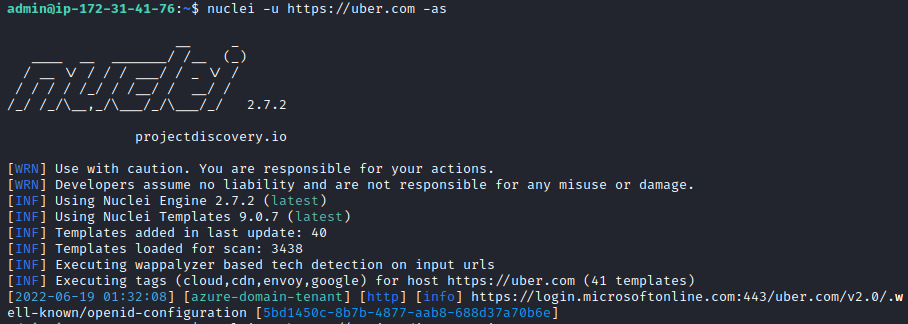 admin@ip-172-31-41-76:~$ nuclei -u https://uber.com -as
nuclei 2.7.2
projectdiscovery.io
[WRN] Use with caution. You are responsible for your actions.
[WRN] Developers assume no liability and are not responsible for any misuse or damage.
[INF] Using Nuclei Engine 2.7.2 (latest)
[INF] Using Nuclei Templates 9.0.7 (latest)
[INF] Templates added in last update: 40
[INF] Templates loaded for scan: 3438
[INF] Executing wappalyzer based tech detection on input urls
[INF] Executing tags (cloud,cdn,envoy,google) for host https://uber.com (41 templates)
[2022-06-19 01:32:08] [azure-domain-tenant] [http] [info] https://login.microsoftonline.com:443/uber.com/v2.0/.w
ell-known/openid-configuration [5bd1450c-8b7b-4877-aab8-688d37a70b6e]